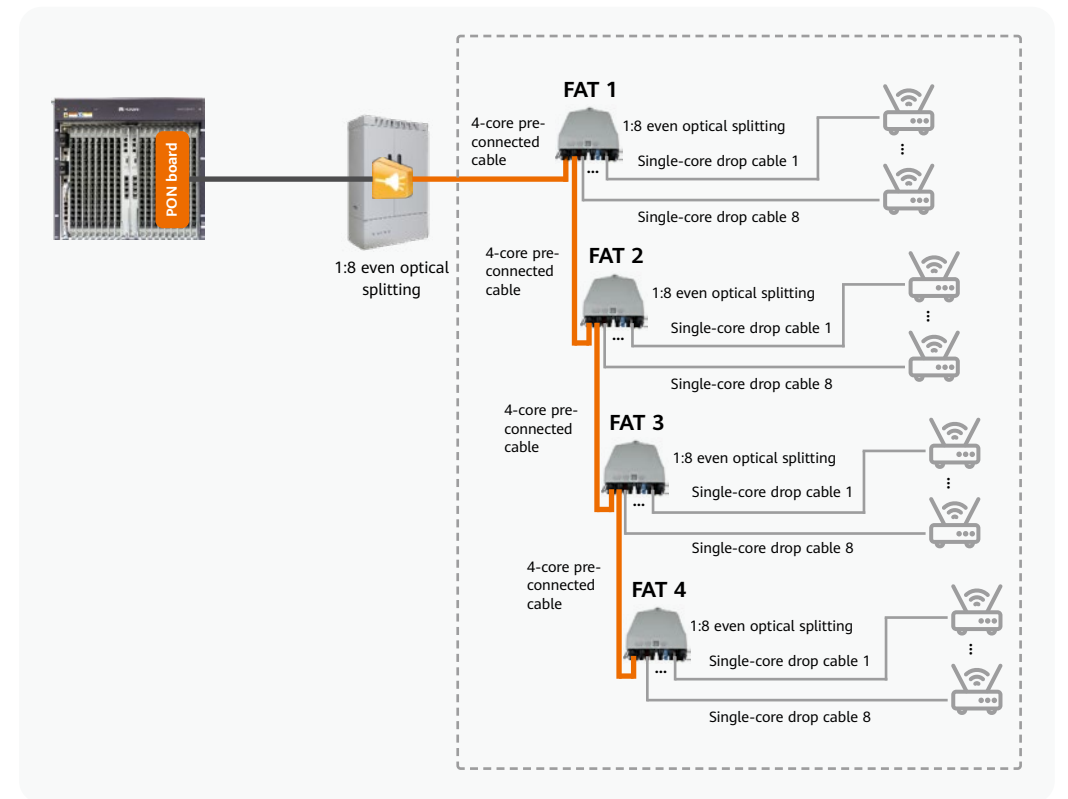 FAT 1
4-core pre-
connected
cable
1:8 even optical splitting
Single-core drop cable 1
...
Single-core drop cable 8
PON board
1:8 even optical
splitting
4-core pre-
connected
cable
FAT 2
1:8 even optical splitting
Single-core drop cable 1
...
Single-core drop cable 8
4-core pre-
connected
cable
FAT 3
1:8 even optical splitting
Single-core drop cable 1
...
Single-core drop cable 8
4-core pre-
connected
cable
FAT 4
1:8 even optical splitting
Single-core drop cable 1
...
Single-core drop cable 8